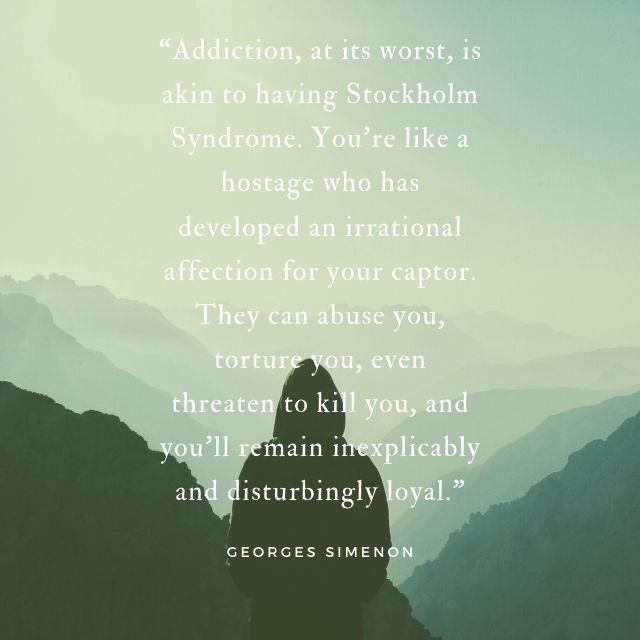 “Addiction, at its worst, is
akin to having Stockholm
Syndrome. You’re like a
hostage who has
developed an irrational
affection for your captor.
They can abuse you,
torture you, even
threaten to kill you, and
you’ll remain inexplicably
and disturbingly loyal.”
GEORGES SIMENON